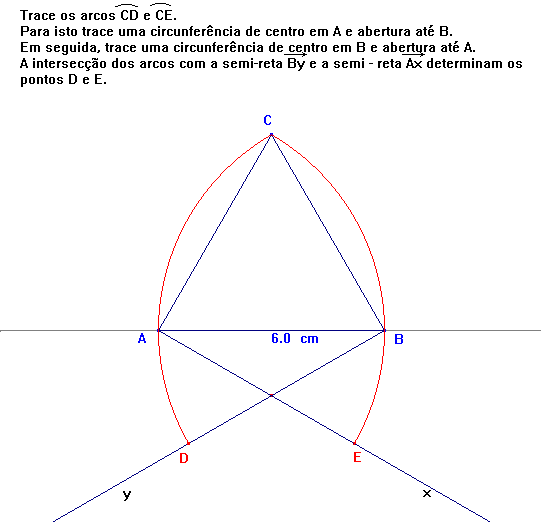 Trace os arcos CD e CE.
Para isto trace uma circunferência de centro em A e abertura até B.
Em seguida, trace uma circunferência de centro em B e abertura até A.
A intersecção dos arcos com a semi-reta By e a semi - reta Ax determinam os
pontos D e E.
C
A
6.0 cm
B
D
E
y
x